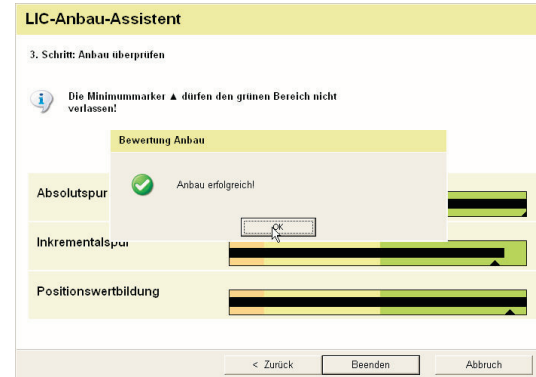 LIC-Anbau-Assistent
3. Schritt: Anbau überprüfen
Die Minimummarker ▲ dürfen den grünen Bereich nicht
verlassen!
Bewertung Anbau
Anbau erfolgreich!
OK
Absolutspur
Inkrementalspur
Positionswertbildung
< Zurück
Beenden
Abbruch